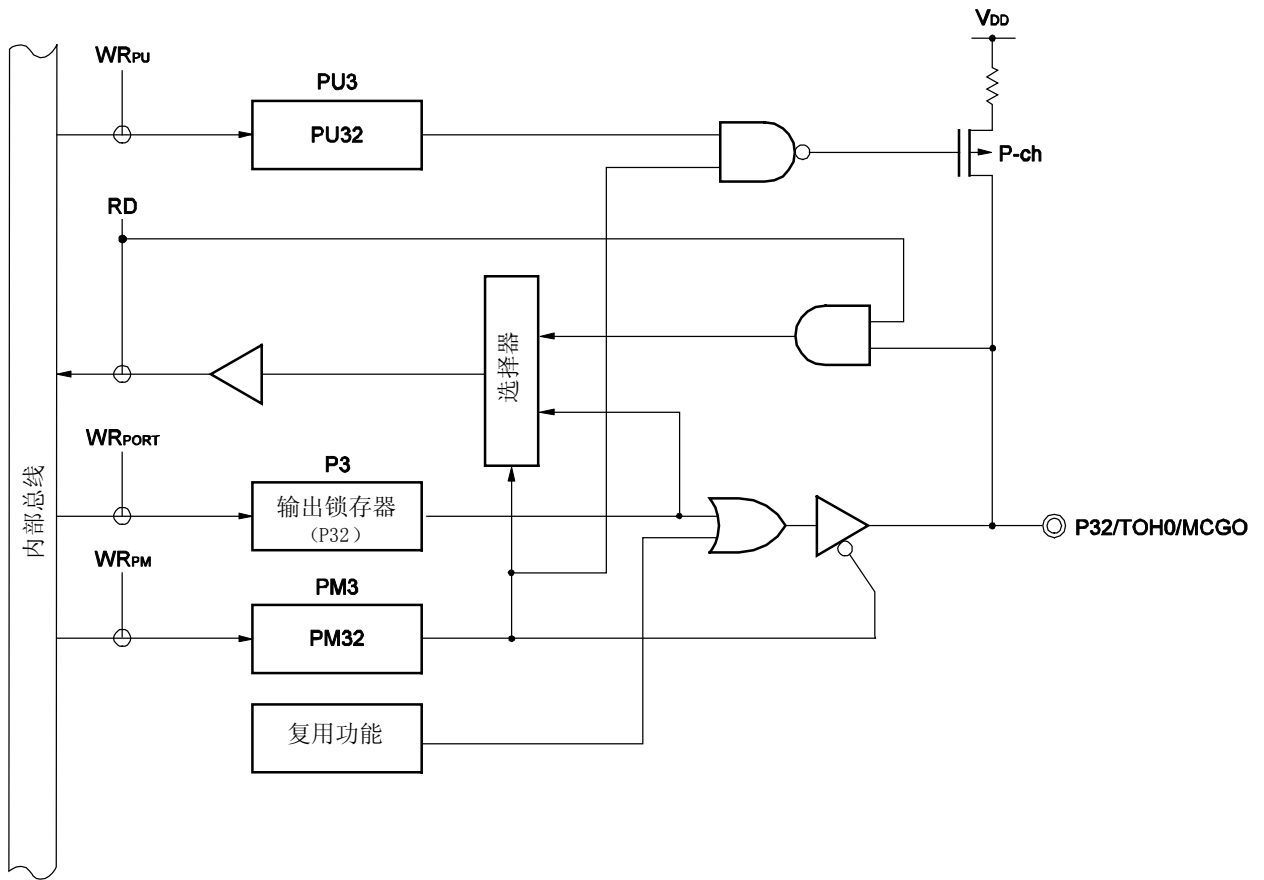 VDD
WRPU
PU3
PU32
P-ch
RD
选择器
WRPORT
P3
输出锁存器
(P32)
内部总线
P32/TOH0/MCGO
WRPM
PM3
PM32
复用功能